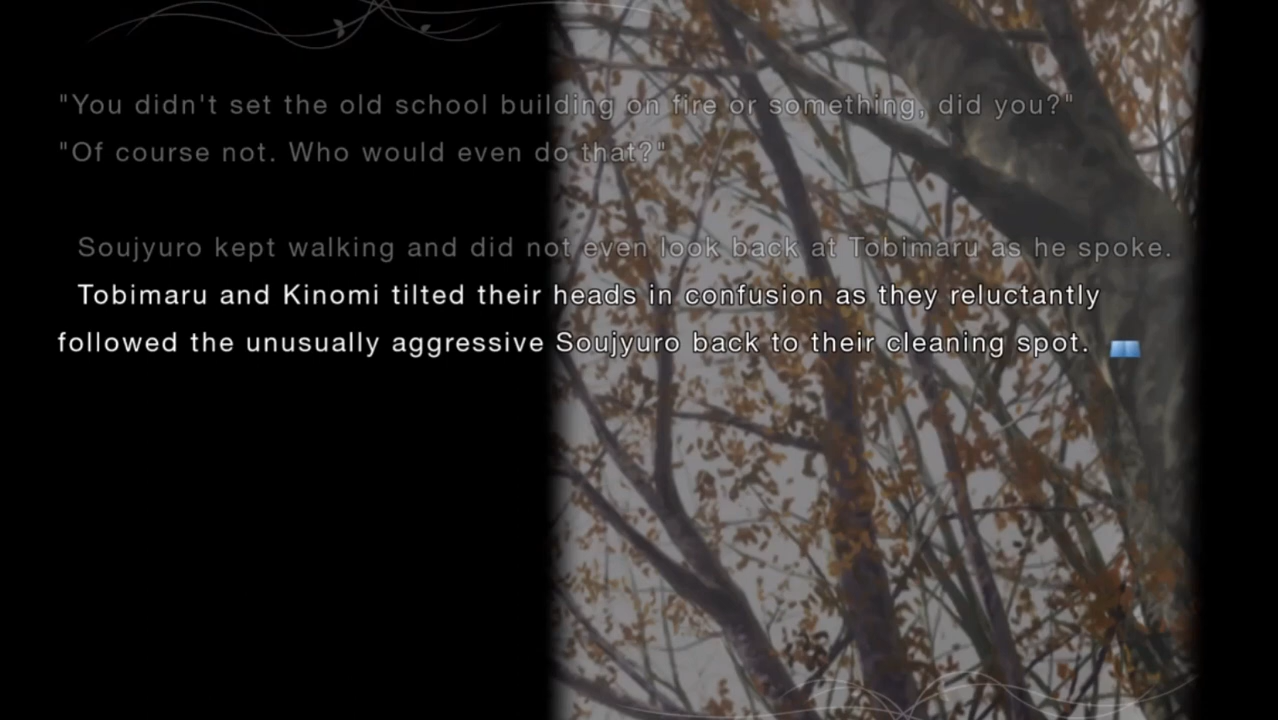 "You didn't set the old school building on fire or something, did you?"
"Of course not. Who would even do that?"
Soujyuro kept walking and did not even look back at Tobimaru as he spoke.
Tobimaru and Kinomi tilted their heads in confusion as they reluctantly
followed the unusually aggressive Soujyuro back to their cleaning spot.